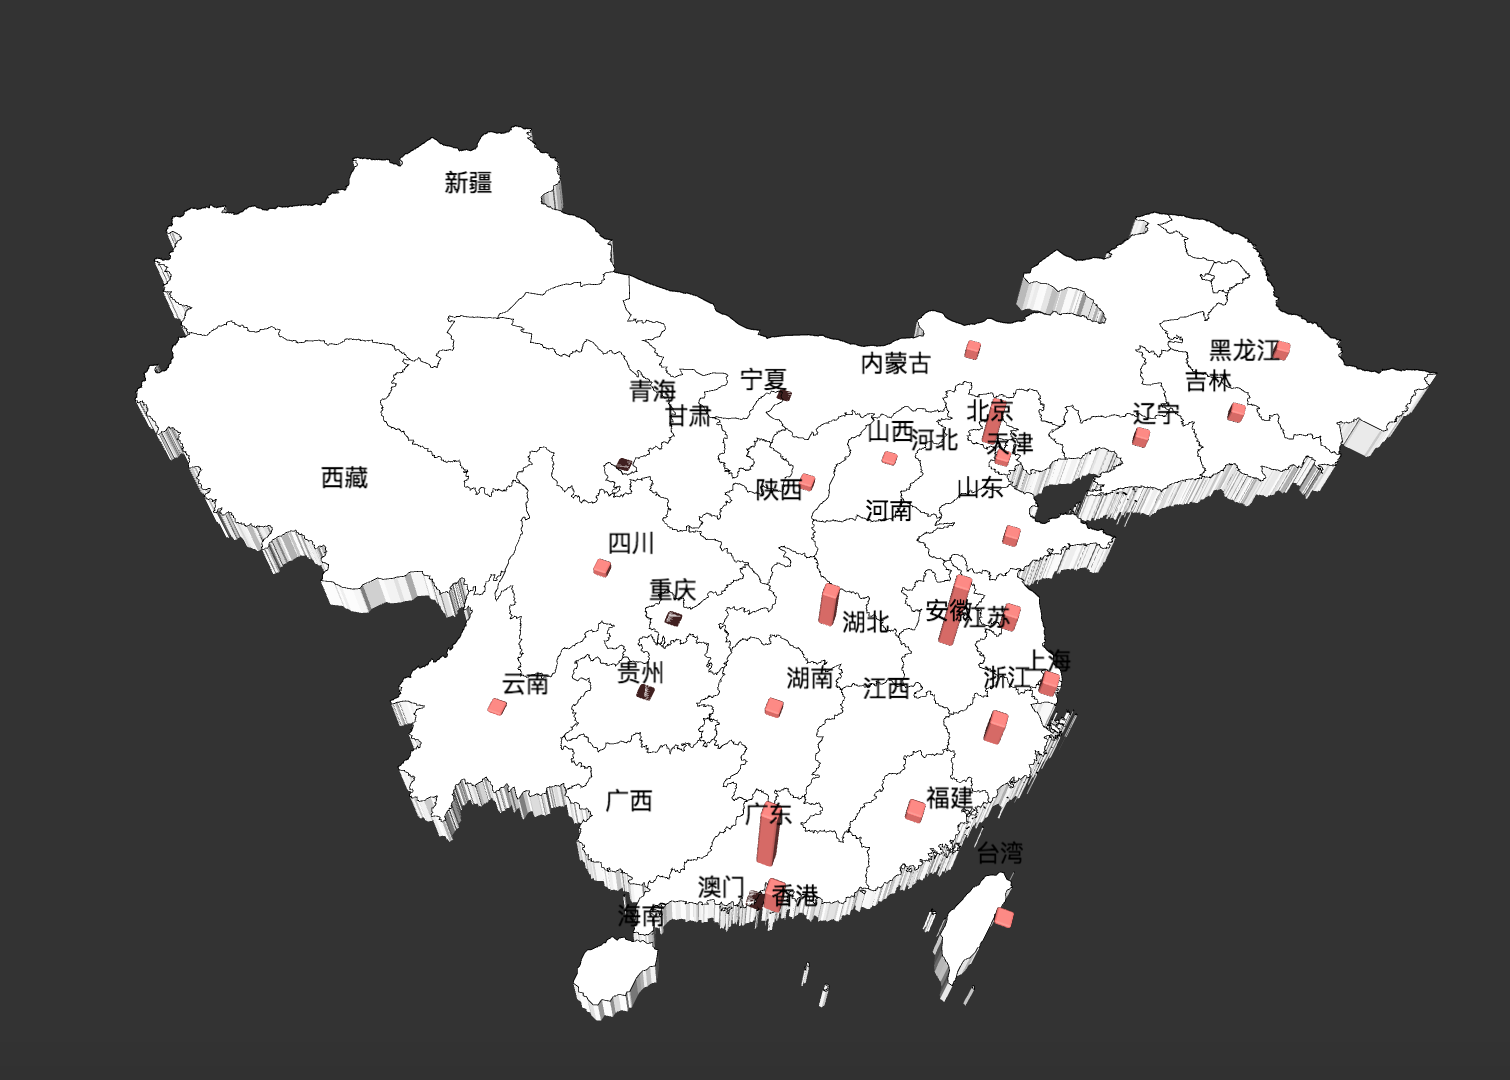 新疆
黑龙江
内蒙古
宁夏
吉林
青海
北京
辽宁
甘肃
山西
河北
天津
西藏
陕西
山东
河南
四川
重庆
安徽
江苏
湖北
上海
贵州
湖南
浙江
云南
江西
福建
广西
广东
台湾
澳门
香港
海南